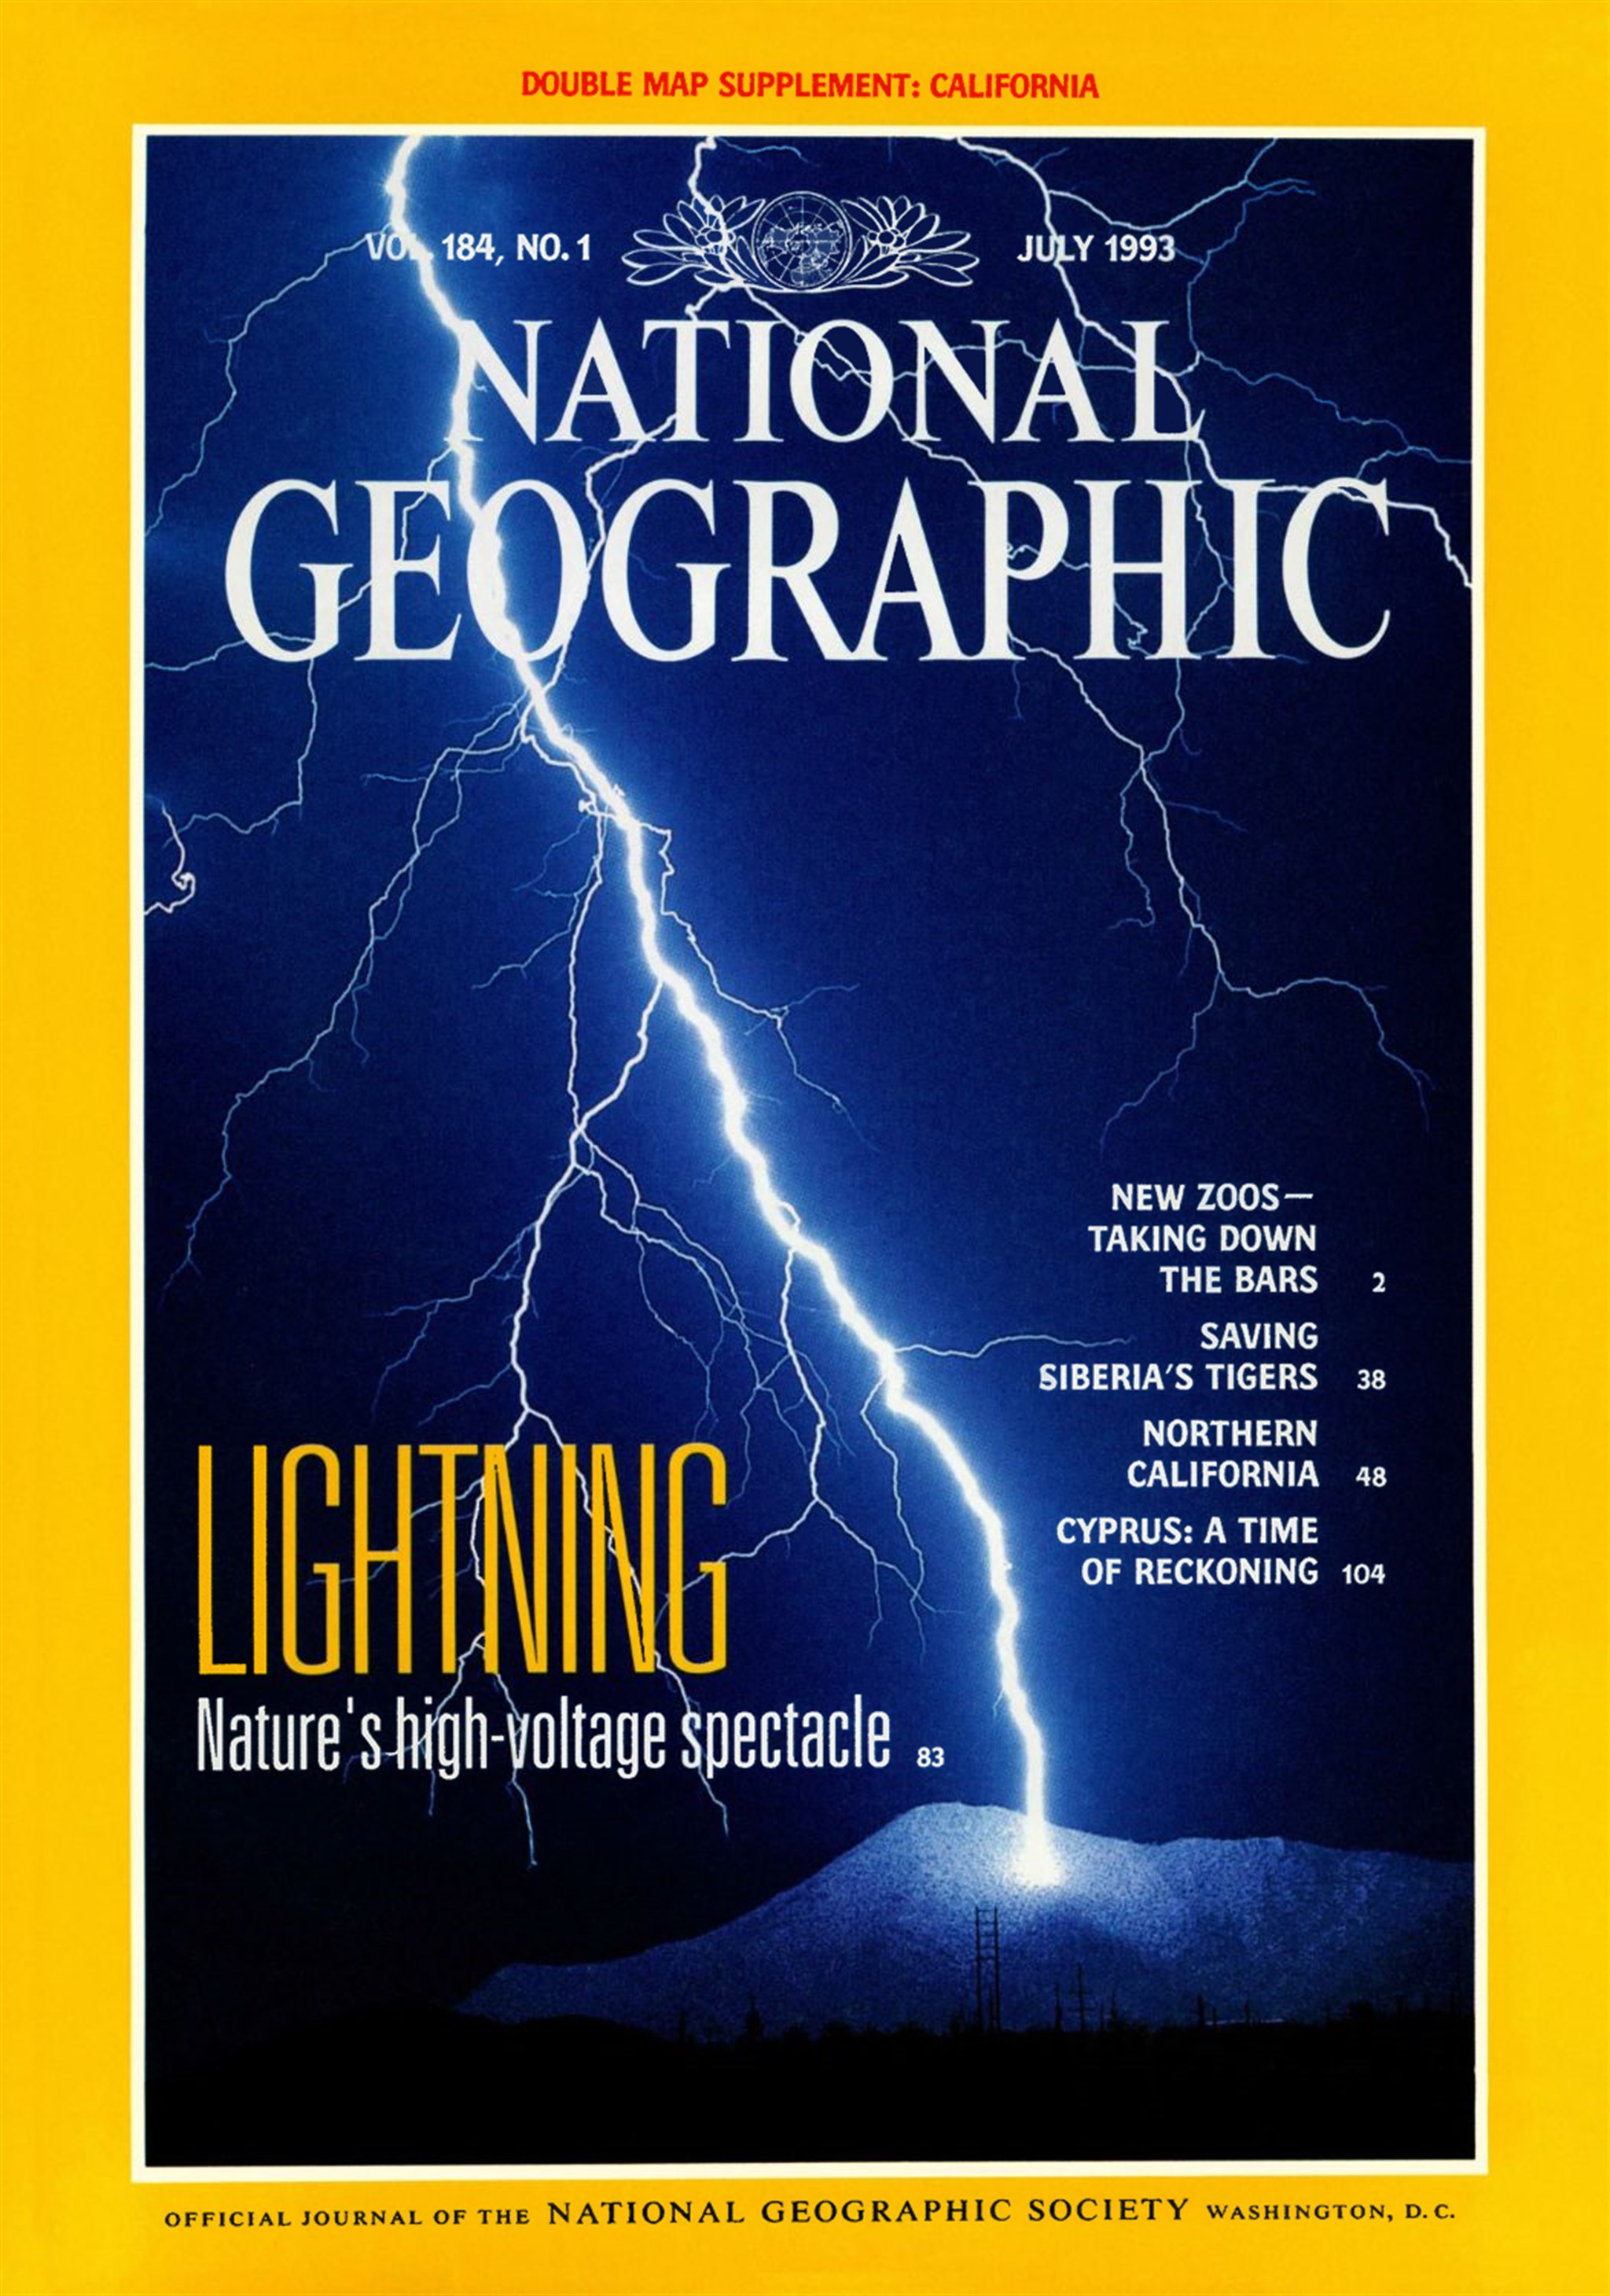 DOUBLE MAP SUPPLEMENT: CALIFORNIA
VOL. 184, NO. 1
JULY 1993
NATIONAL
GEOGRAPHIC
NEW ZOOS—
TAKING DOWN
THE BARS 2
SAVING
SIBERIA'S TIGERS 38
NORTHERN
CALIFORNIA 48
CYPRUS: A TIME
OF RECKONING 104
LIGHTNING
Nature's high-voltage spectacle 83
OFFICIAL JOURNAL OF THE NATIONAL GEOGRAPHIC SOCIETY WASHINGTON, D.C.